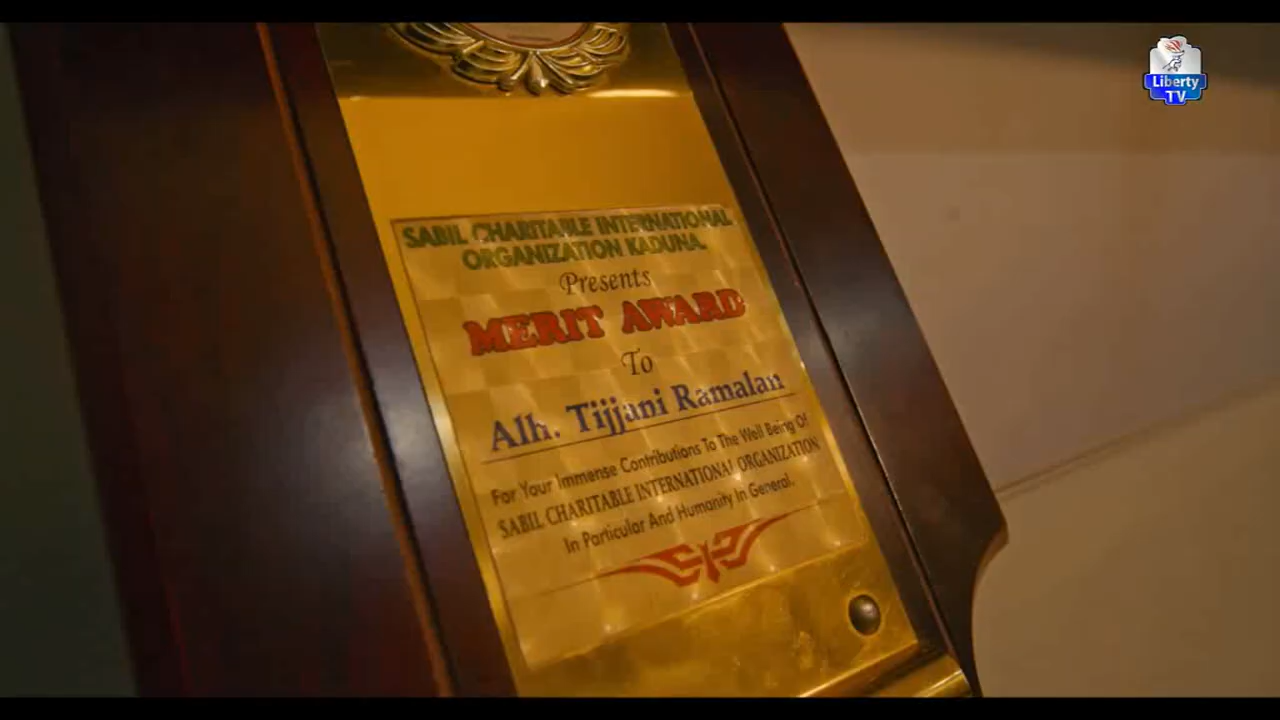 Liberty
TV
SABIL CHARITABLE INTERNATIONAL
ORGANIZATION KADUNA.
Presents
MERIT AWARD
To
Alh. Tijjani Ramalan
For Your Immense Contributions To The Well Being Of
SABIL CHARITABLE INTERNATIONAL ORGANIZATION
In Particular And Humanity In General.